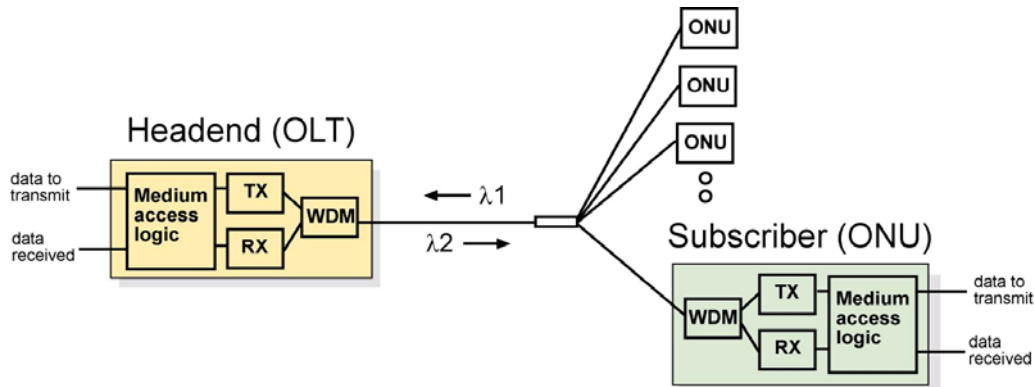 ONU
ONU
ONU
Headend (OLT)
data to
transmit
data
received
Medium
access
logic
TX
RX
WDM
λ1
λ2
Subscriber (ONU)
WDM
TX
RX
Medium
access
logic
data to
transmit
data
received